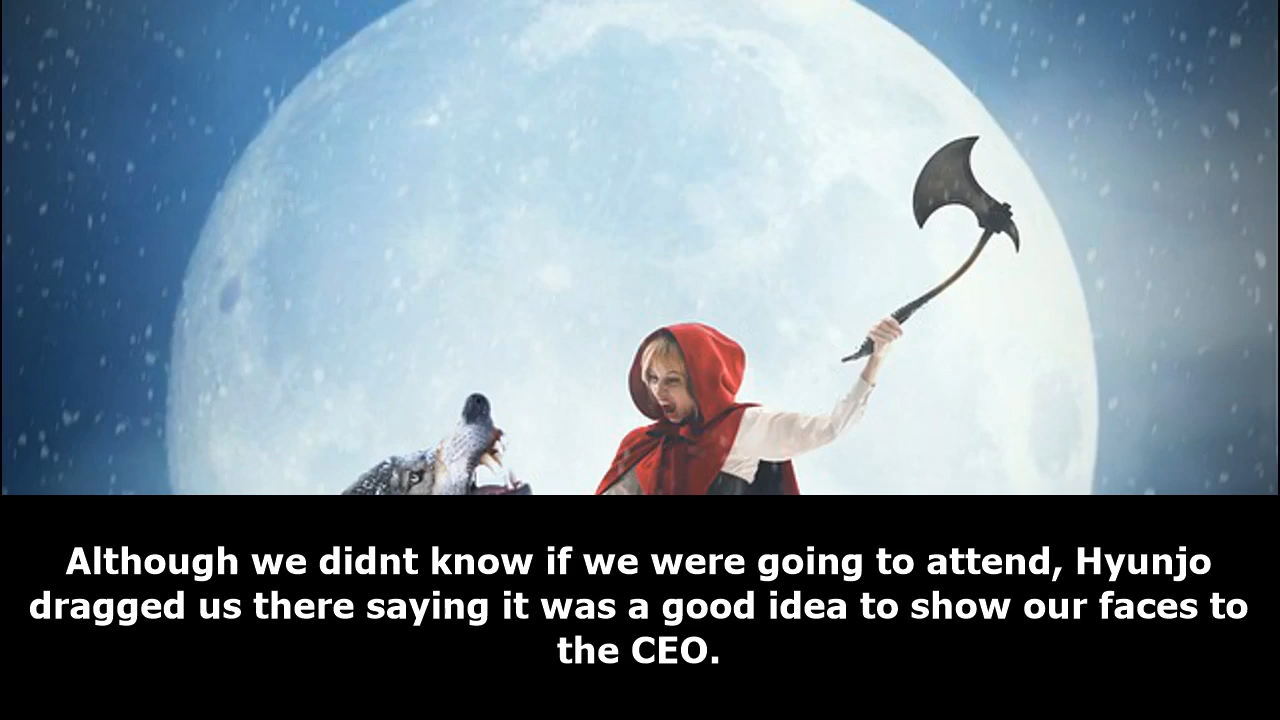 Although we didnt know if we were going to attend, Hyunjo
dragged us there saying it was a good idea to show our faces to
the CEO.